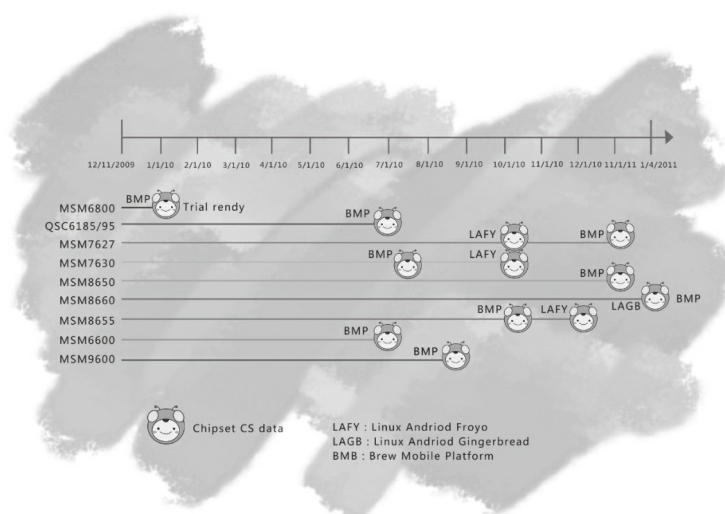 12/11/2009 1/1/10 2/1/10 3/1/10 4/1/10 5/1/10 6/1/10 7/1/10 8/1/10 9/1/10 10/1/10 11/1/10 12/1/10 11/1/11 1/4/2011
MSM6800 BMP Trial rendy
QSC6185/95 BMP
MSM7627 LAFY BMP
MSM7630 BMP LAFY
MSM8650 BMP
MSM8660 LAGB BMP
MSM8655 BMP LAFY
MSM6600 BMP
MSM9600 BMP
Chipset CS data
LAFY : Linux Andriod Froyo
LAGB : Linux Andriod Gingerbread
BMB : Brew Mobile Platform